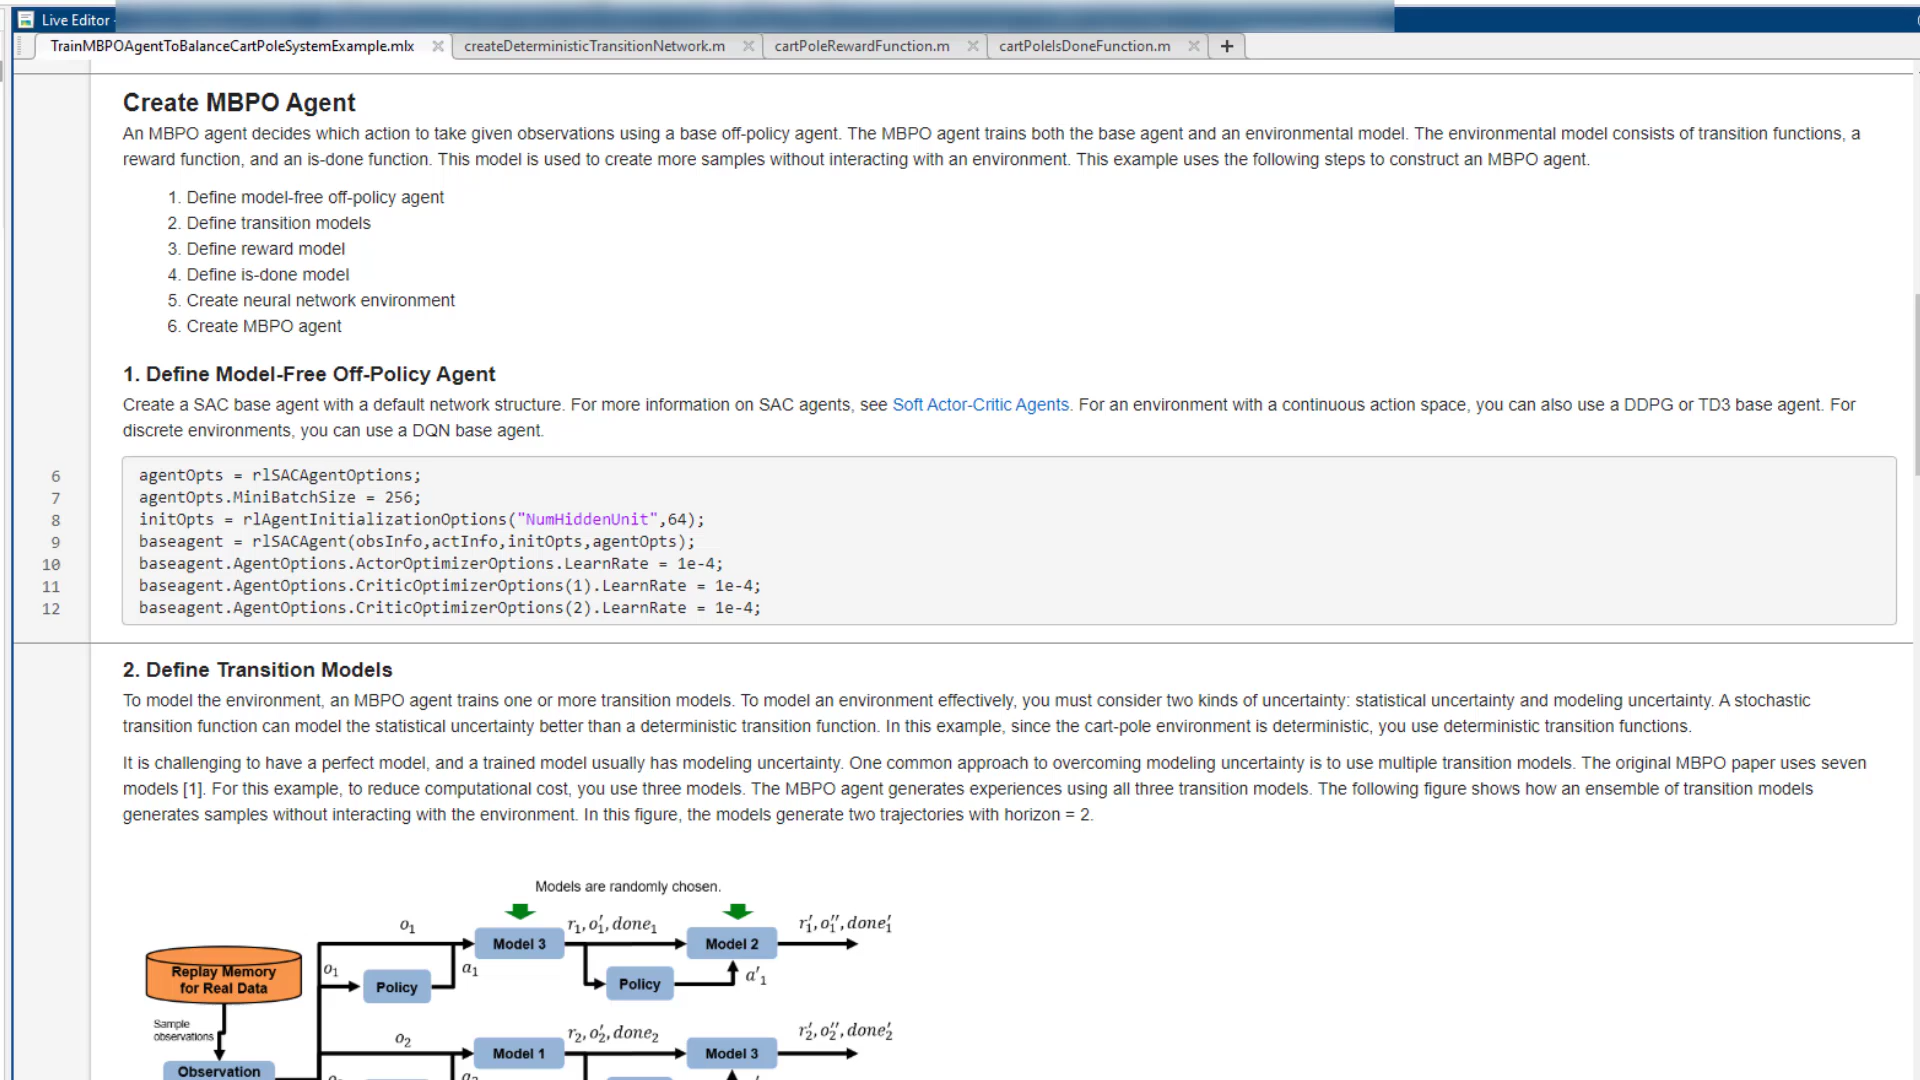 Live Editor -
TrainMBPOAgentToBalanceCartPoleSystemExample.mlx × createDeterministicTransitionNetwork.m × cartPoleRewardFunction.m × cartPoleIsDoneFunction.m × +
Create MBPO Agent
An MBPO agent decides which action to take given observations using a base off-policy agent. The MBPO agent trains both the base agent and an environmental model. The environmental model consists of transition functions, a
reward function, and an is-done function. This model is used to create more samples without interacting with an environment. This example uses the following steps to construct an MBPO agent.
1. Define model-free off-policy agent
2. Define transition models
3. Define reward model
4. Define is-done model
5. Create neural network environment
6. Create MBPO agent
1. Define Model-Free Off-Policy Agent
Create a SAC base agent with a default network structure. For more information on SAC agents, see Soft Actor-Critic Agents. For an environment with a continuous action space, you can also use a DDPG or TD3 base agent. For
discrete environments, you can use a DQN base agent.
6 agentOpts = rlSACAgentOptions;
7 agentOpts.MiniBatchSize = 256;
8 initOpts = rlAgentInitializationOptions("NumHiddenUnit",64);
9 baseagent = rlSACAgent(obsInfo,actInfo,initOpts,agentOpts);
10 baseagent.AgentOptions.ActorOptimizerOptions.LearnRate = 1e-4;
11 baseagent.AgentOptions.CriticOptimizerOptions(1).LearnRate = 1e-4;
12 baseagent.AgentOptions.CriticOptimizerOptions(2).LearnRate = 1e-4;
2. Define Transition Models
To model the environment, an MBPO agent trains one or more transition models. To model an environment effectively, you must consider two kinds of uncertainty: statistical uncertainty and modeling uncertainty. A stochastic
transition function can model the statistical uncertainty better than a deterministic transition function. In this example, since the cart-pole environment is deterministic, you use deterministic transition functions.
It is challenging to have a perfect model, and a trained model usually has modeling uncertainty. One common approach to overcoming modeling uncertainty is to use multiple transition models. The original MBPO paper uses seven
models [1]. For this example, to reduce computational cost, you use three models. The MBPO agent generates experiences using all three transition models. The following figure shows how an ensemble of transition models
generates samples without interacting with the environment. In this figure, the models generate two trajectories with horizon = 2.
Models are randomly chosen.
o₁ r₁, o₁′, done₁ r₁′, o₁′′, done₁′
Model 3 Model 2
Replay Memory
for Real Data
o₁ Policy a₁ Policy a′₁
Sample
observations
o₂ r₂, o₂′, done₂ r₂′, o₂′′, done₂′
Model 1 Model 3
Observation